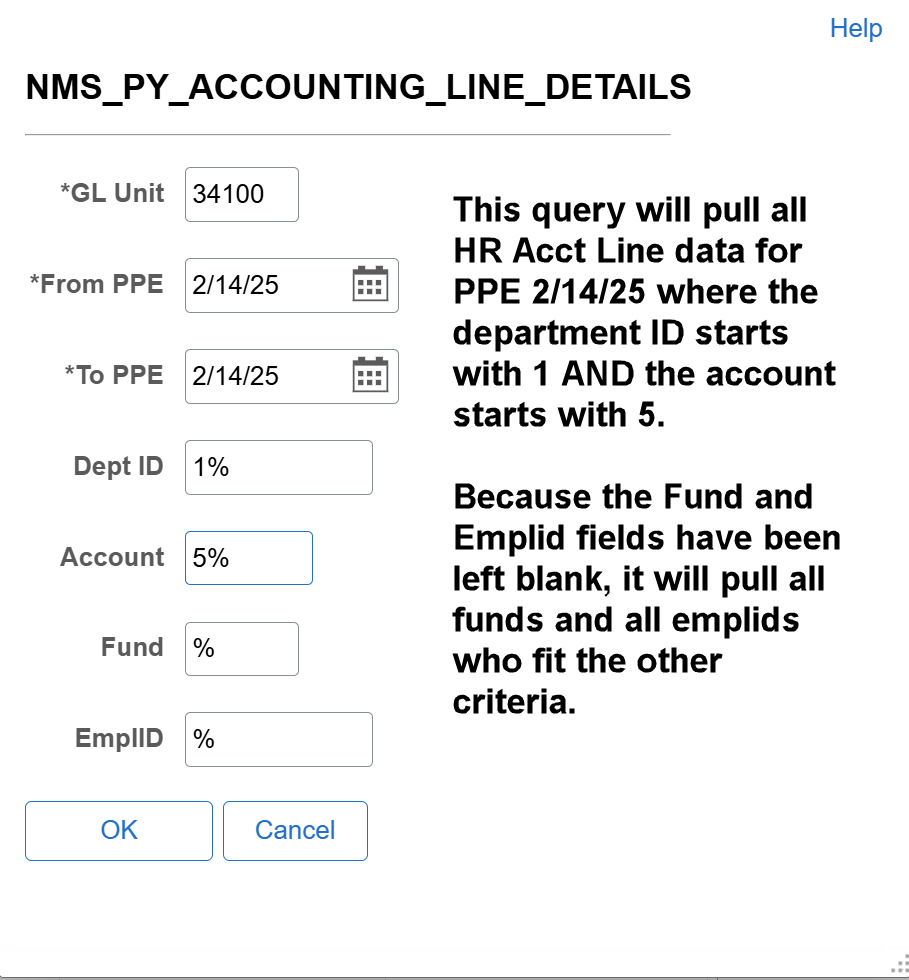 Help
NMS_PY_ACCOUNTING_LINE_DETAILS
*GL Unit 34100
*From PPE 2/14/25
*To PPE 2/14/25
Dept ID 1%
Account 5%
Fund %
EmplID %
OK Cancel
This query will pull all
HR Acct Line data for
PPE 2/14/25 where the
department ID starts
with 1 AND the account
starts with 5.
Because the Fund and
Emplid fields have been
left blank, it will pull all
funds and all emplids
who fit the other
criteria.